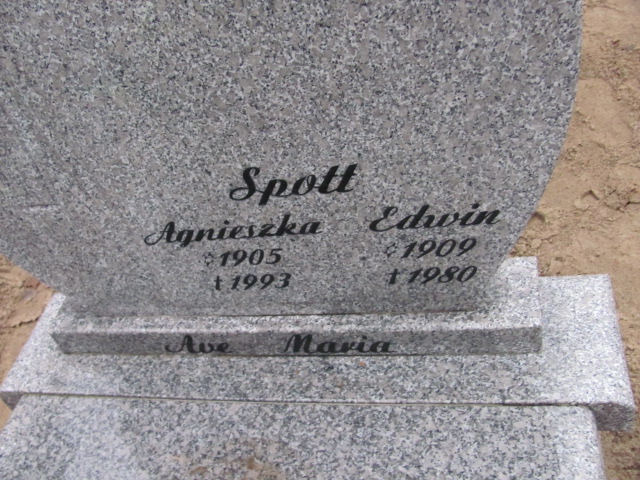 Spott
Agnieszka Edwin
1905 1909
†1993 †1980
Ave Maria